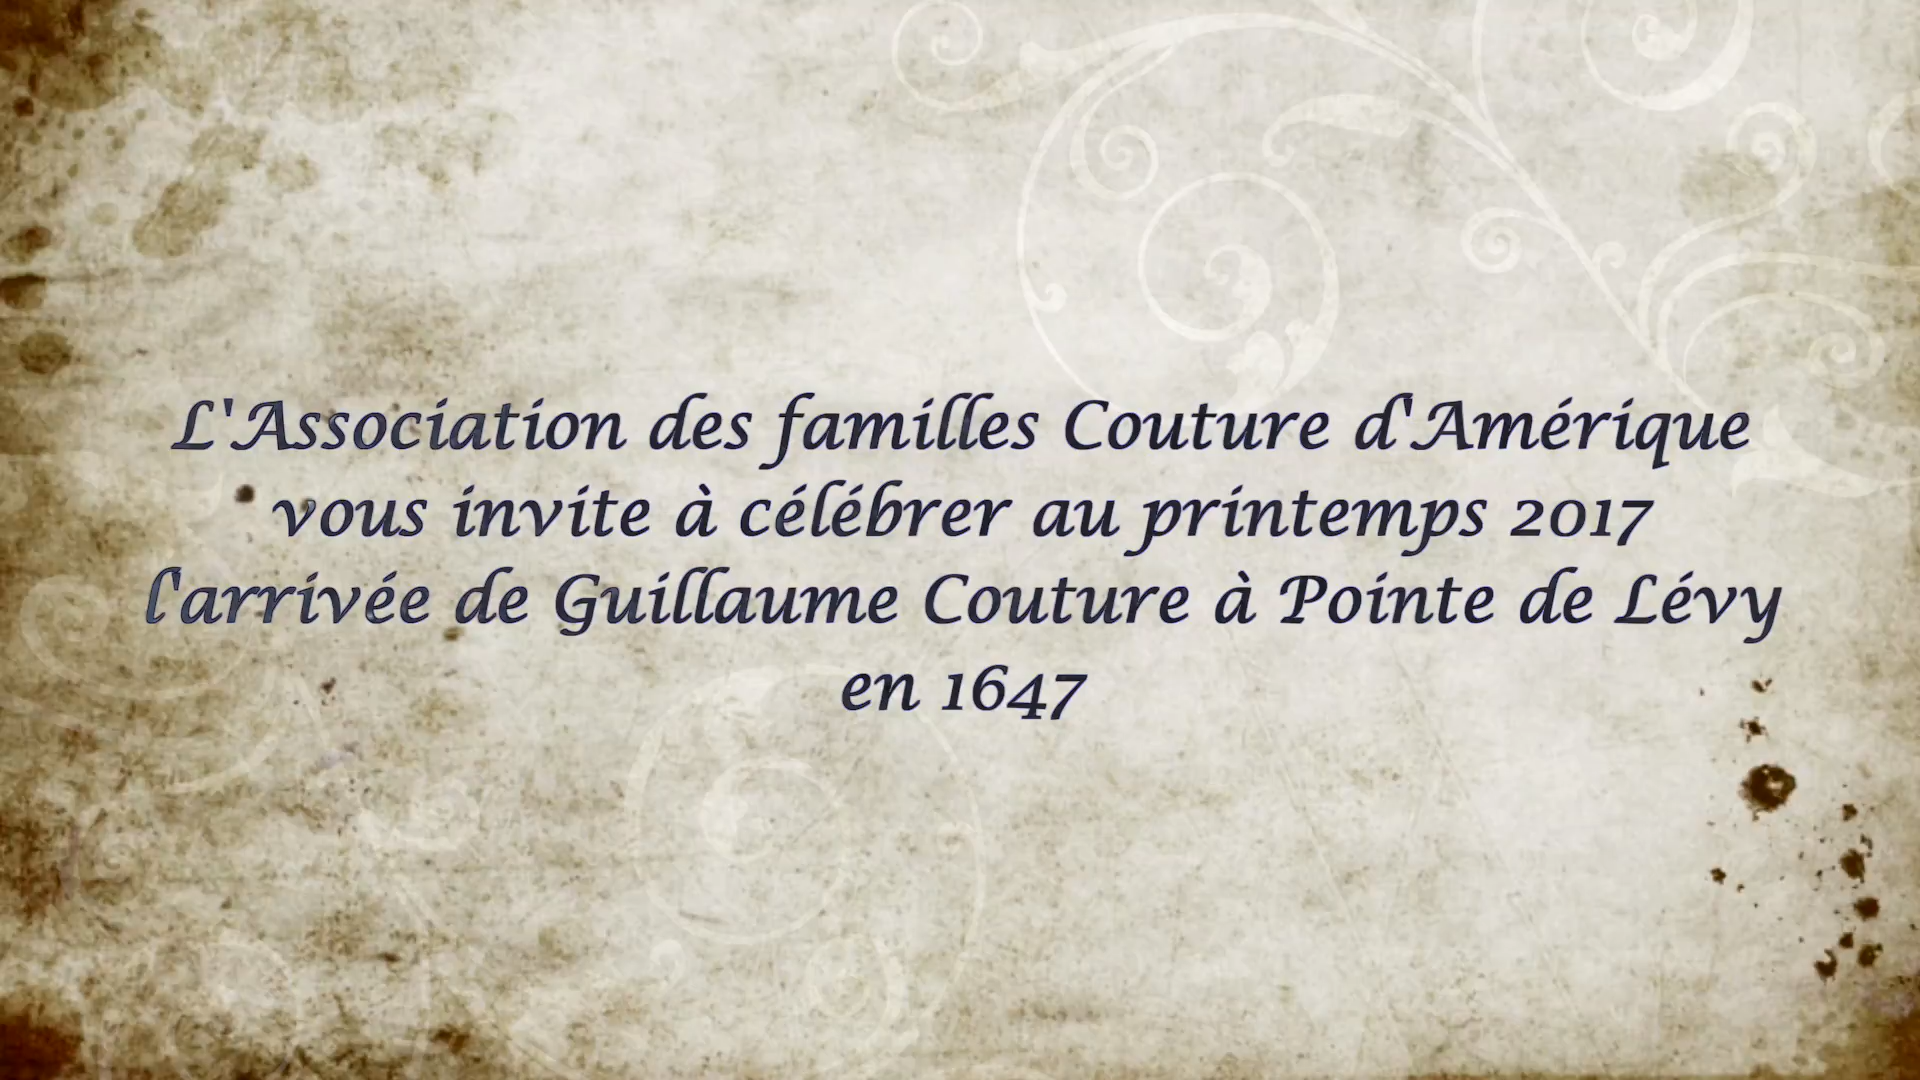 L'Association des familles Couture d'Amérique
vous invite à célébrer au printemps 2017
l'arrivée de Guillaume Couture à Pointe de Lévy
en 1647